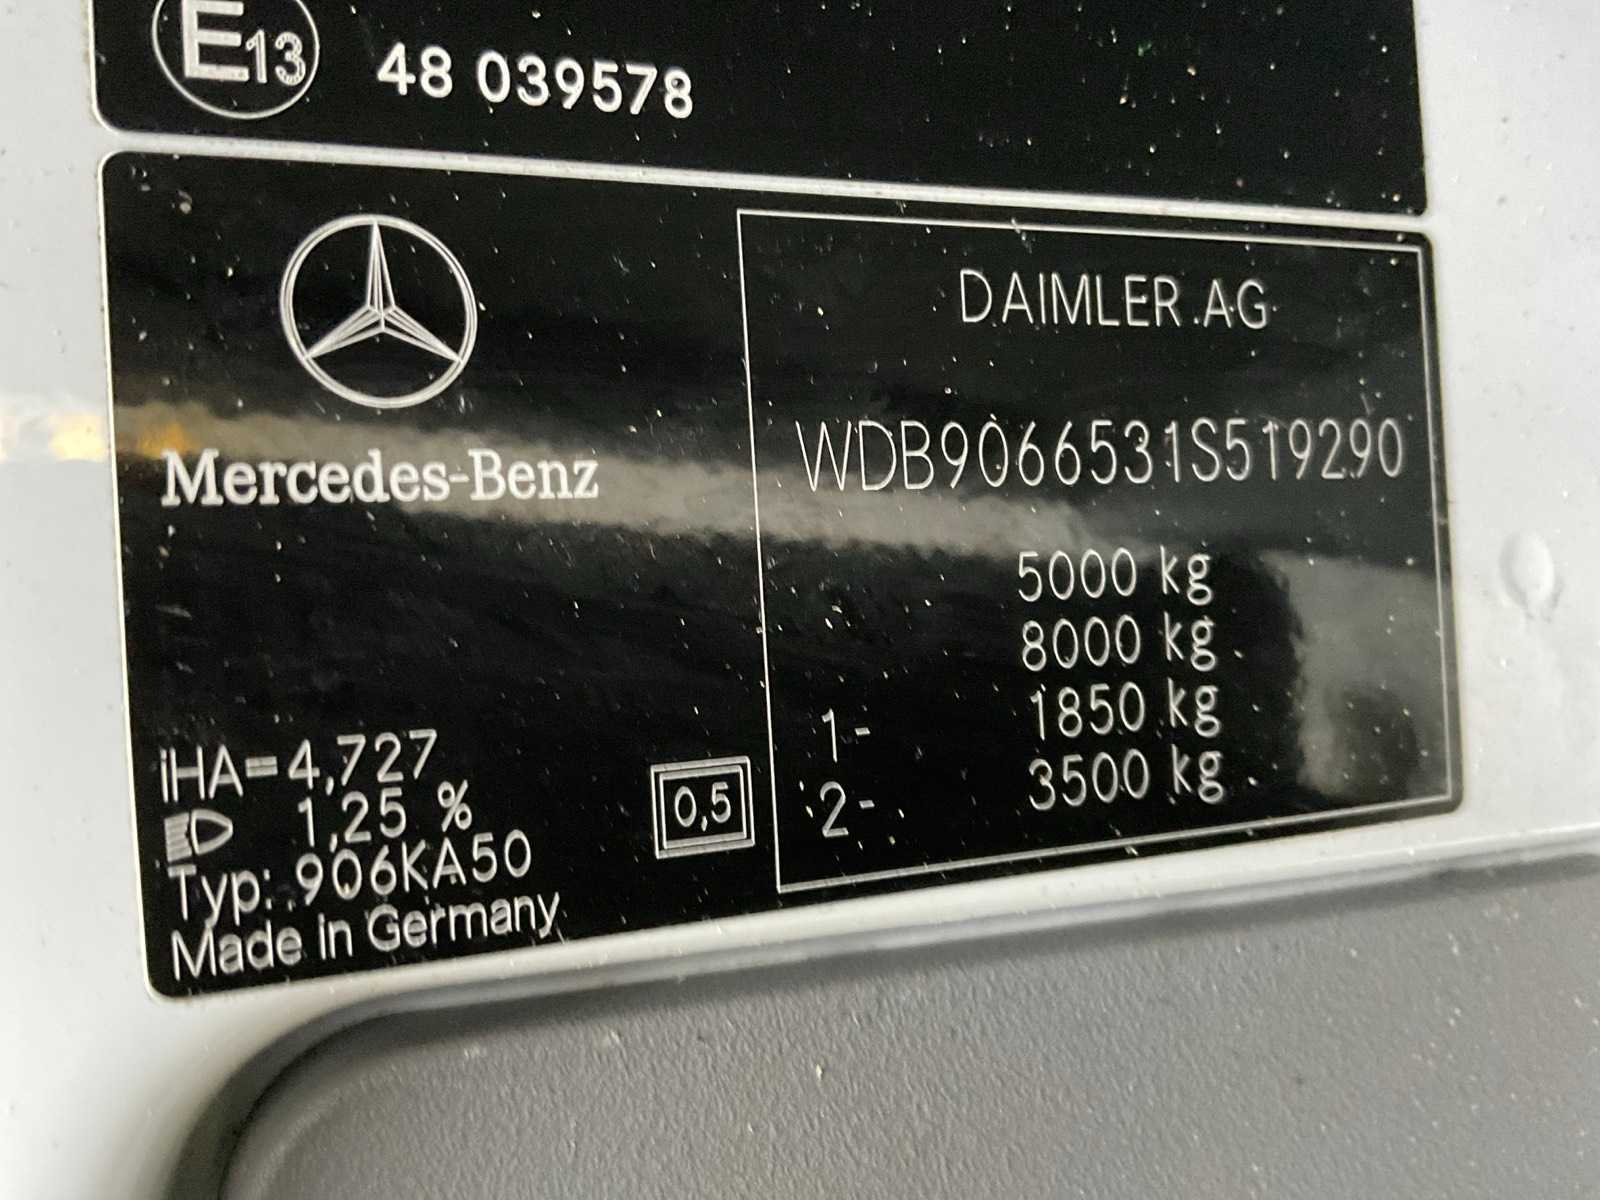 E13 48 039578
Mercedes-Benz
DAIMLER AG
WDB9066531S519290
5000 kg
8000 kg
1- 1850 kg
2- 3500 kg
iHA=4,727
1,25 %
0,5
Typ: 906KA50
Made in Germany